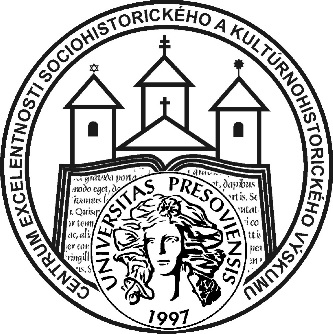 CENTRUM EXCELENTNOSTI SOCIOHISTORICKÉHO A KULTÚRNOHISTORICKÉHO VÝSKUMU
UNIVERSITAS PRESOVIENSIS
1997